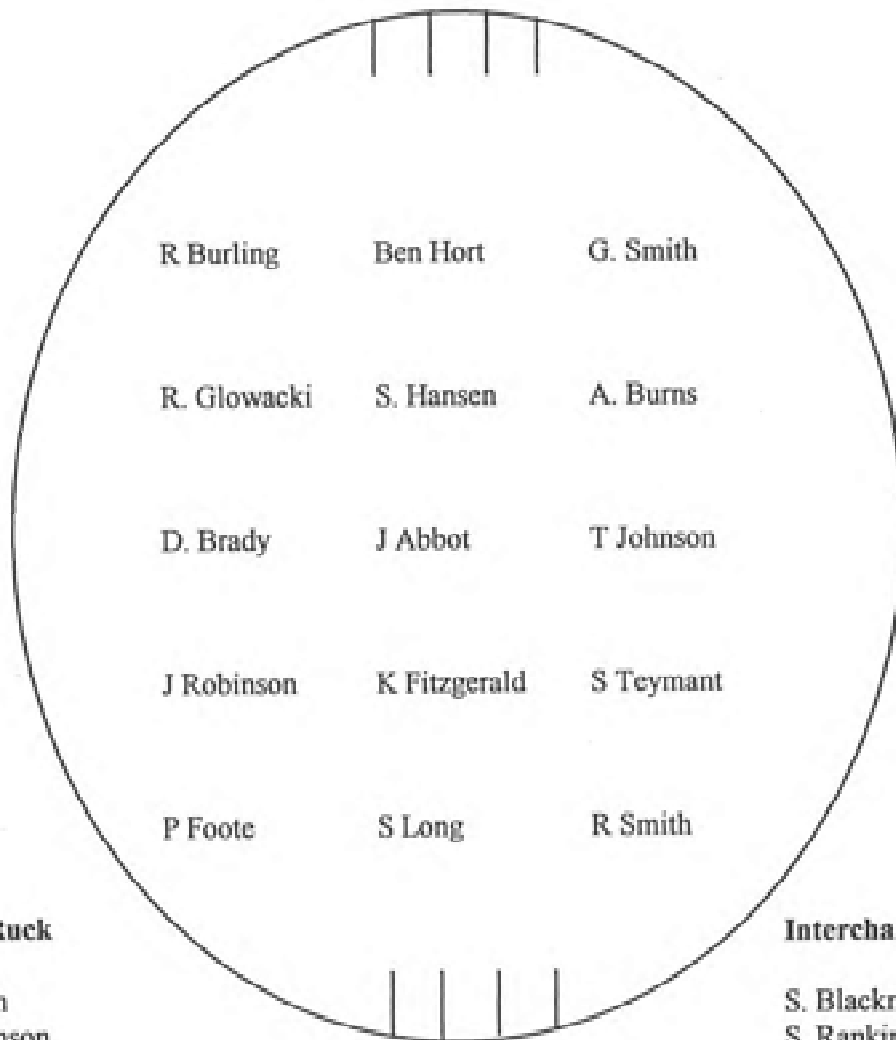 R Burling Ben Hort G. Smith
R. Glowacki S. Hansen A. Burns
D. Brady J Abbot T Johnson
J Robinson K Fitzgerald S Teymant
P Foote S Long R Smith